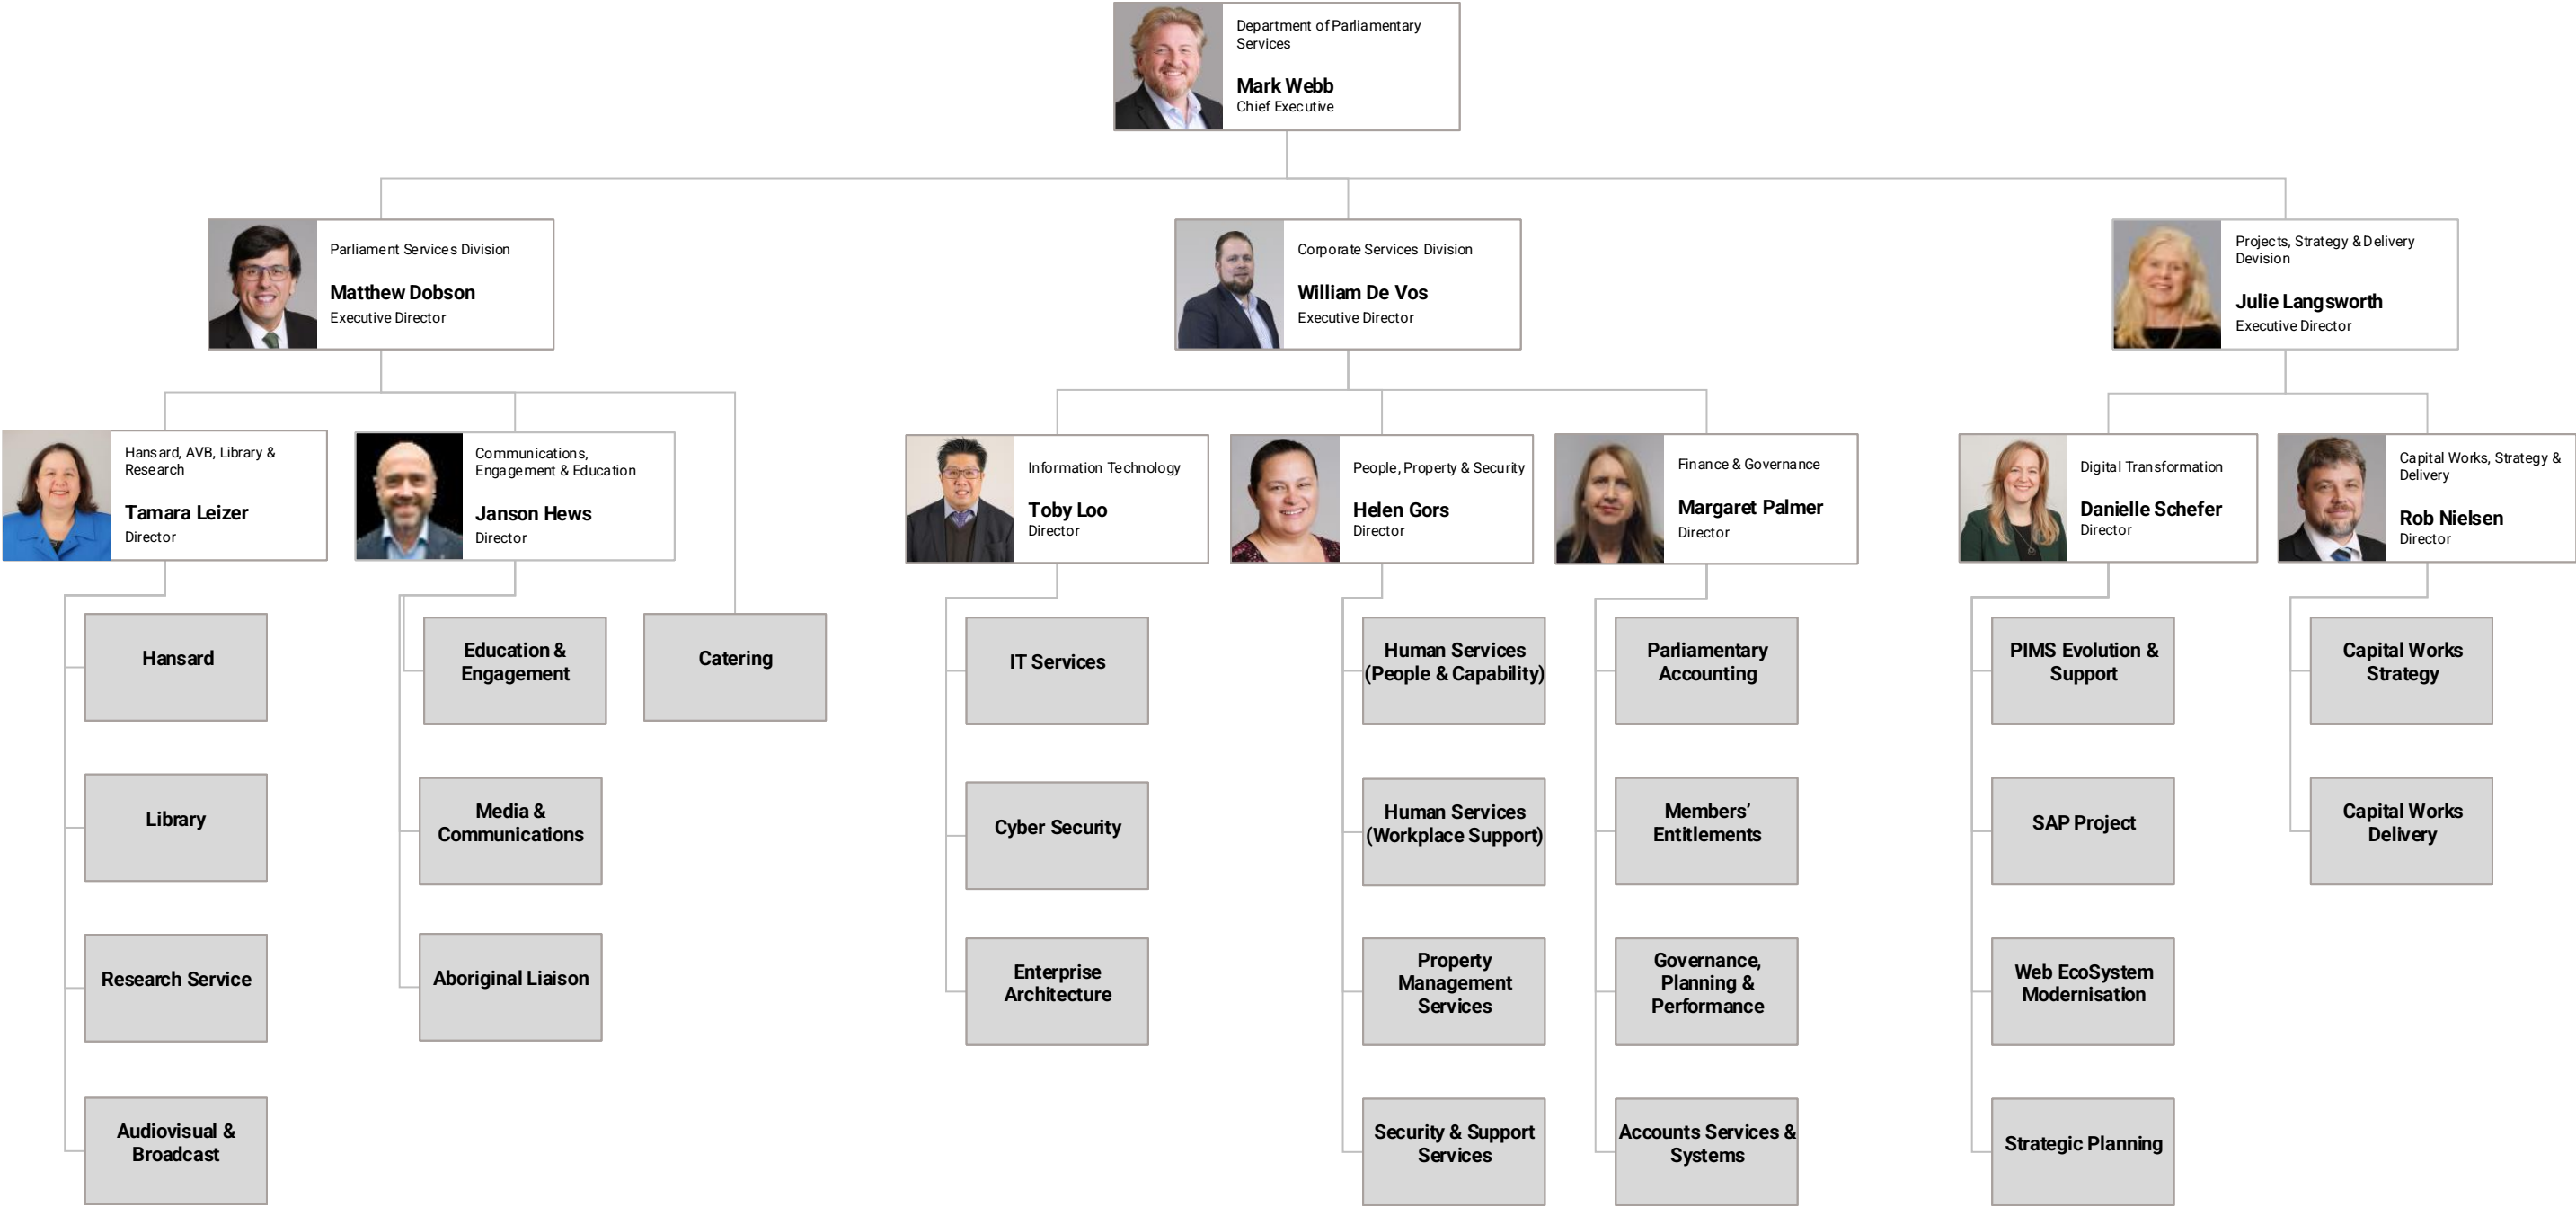 Department of Parliamentary
Services
Mark Webb
Chief Executive
Parliament Services Division
Matthew Dobson
Executive Director
Corporate Services Division
William De Vos
Executive Director
Projects, Strategy & Delivery
Devision
Julie Langsworth
Executive Director
Hansard, AVB, Library &
Research
Tamara Leizer
Director
Communications,
Engagement & Education
Janson Hews
Director
Information Technology
Toby Loo
Director
People, Property & Security
Helen Gors
Director
Finance & Governance
Margaret Palmer
Director
Digital Transformation
Danielle Schefer
Director
Capital Works, Strategy &
Delivery
Rob Nielsen
Director
Hansard
Library
Research Service
Audiovisual &
Broadcast
Education &
Engagement
Media &
Communications
Aboriginal Liaison
Catering
IT Services
Cyber Security
Enterprise
Architecture
Human Services
(People & Capability)
Human Services
(Workplace Support)
Property
Management
Services
Security & Support
Services
Parliamentary
Accounting
Members’
Entitlements
Governance,
Planning &
Performance
Accounts Services &
Systems
PIMS Evolution &
Support
SAP Project
Web EcoSystem
Modernisation
Strategic Planning
Capital Works
Strategy
Capital Works
Delivery